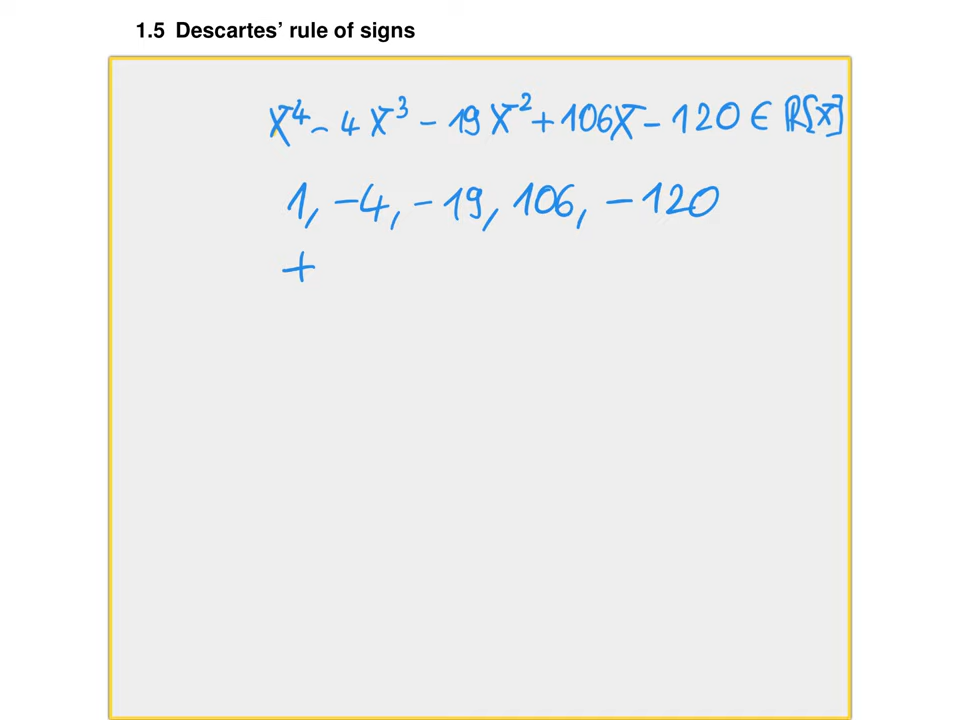 1.5 Descartes’ rule of signs
X⁴ - 4X³ - 19X² + 106X - 120 ∈ ℝ[X]
1, -4, -19, 106, -120
+